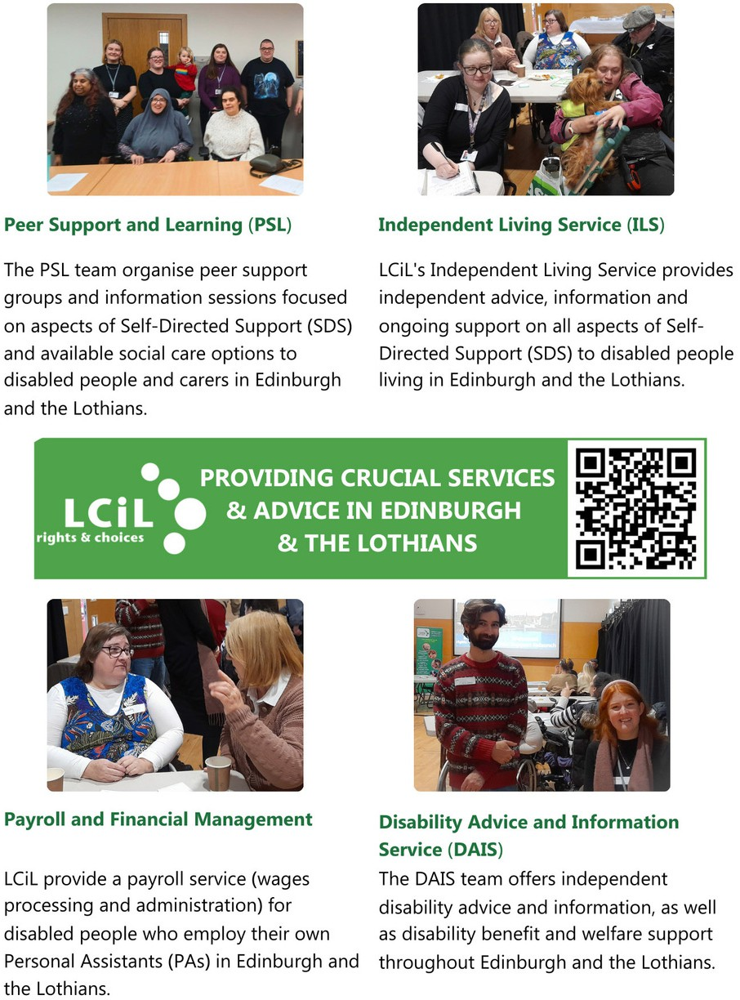 Peer Support and Learning (PSL)
The PSL team organise peer support
groups and information sessions focused
on aspects of Self-Directed Support (SDS)
and available social care options to
disabled people and carers in Edinburgh
and the Lothians.
Independent Living Service (ILS)
LCiL's Independent Living Service provides
independent advice, information and
ongoing support on all aspects of Self-
Directed Support (SDS) to disabled people
living in Edinburgh and the Lothians.
LCiL
rights & choices
PROVIDING CRUCIAL SERVICES
& ADVICE IN EDINBURGH
& THE LOTHIANS
Payroll and Financial Management
LCiL provide a payroll service (wages
processing and administration) for
disabled people who employ their own
Personal Assistants (PAs) in Edinburgh and
the Lothians.
Disability Advice and Information
Service (DAIS)
The DAIS team offers independent
disability advice and information, as well
as disability benefit and welfare support
throughout Edinburgh and the Lothians.